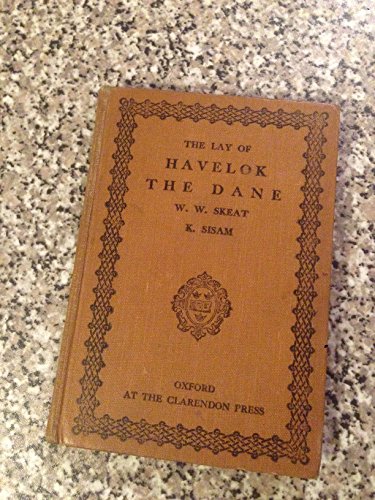 THE LAY OF
HAVELOK
THE DANE
W. W. SKEAT
K. SISAM
OXFORD
AT THE CLARENDON PRESS